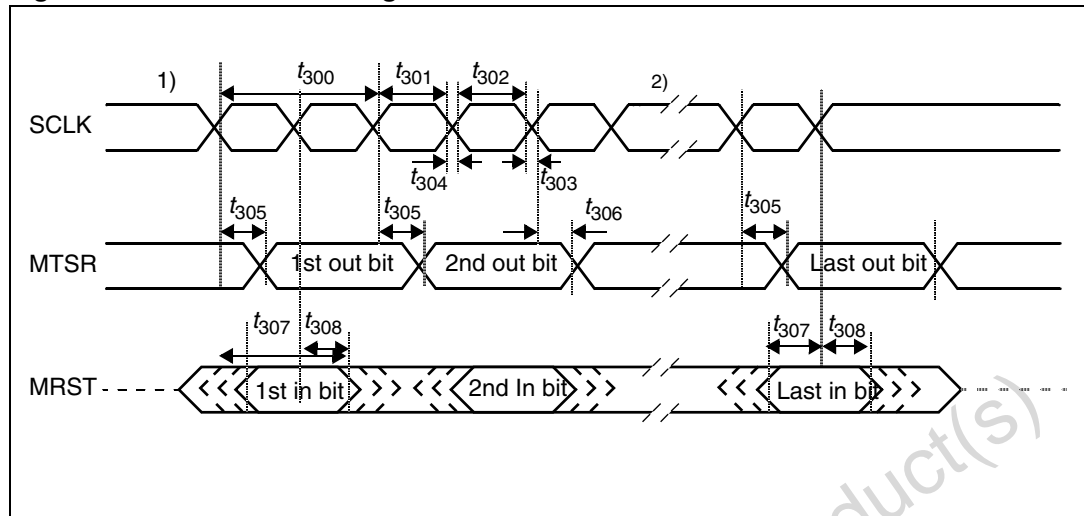 1)
t300
t301
t302
2)
SCLK
t304
t303
t305
t305
t306
t305
MTSR
1st out bit
2nd out bit
Last out bit
t307
t308
t307
t308
MRST
1st in bit
2nd In bit
Last in bit